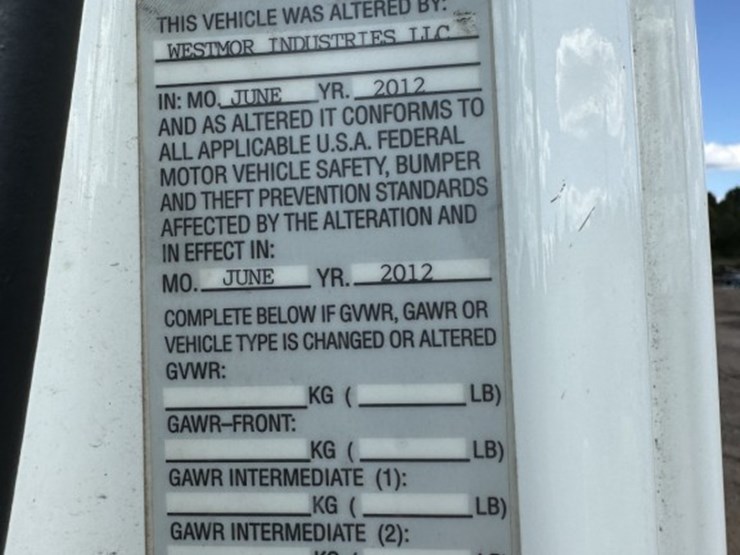 THIS VEHICLE WAS ALTERED BY:
WESTMOR INDUSTRIES LLC
IN: MO. JUNE YR. 2012
AND AS ALTERED IT CONFORMS TO
ALL APPLICABLE U.S.A. FEDERAL
MOTOR VEHICLE SAFETY, BUMPER
AND THEFT PREVENTION STANDARDS
AFFECTED BY THE ALTERATION AND
IN EFFECT IN:
MO. JUNE YR. 2012
COMPLETE BELOW IF GVWR, GAWR OR
VEHICLE TYPE IS CHANGED OR ALTERED
GVWR:
KG ( LB)
GAWR-FRONT:
KG ( LB)
GAWR INTERMEDIATE (1):
KG ( LB)
GAWR INTERMEDIATE (2):